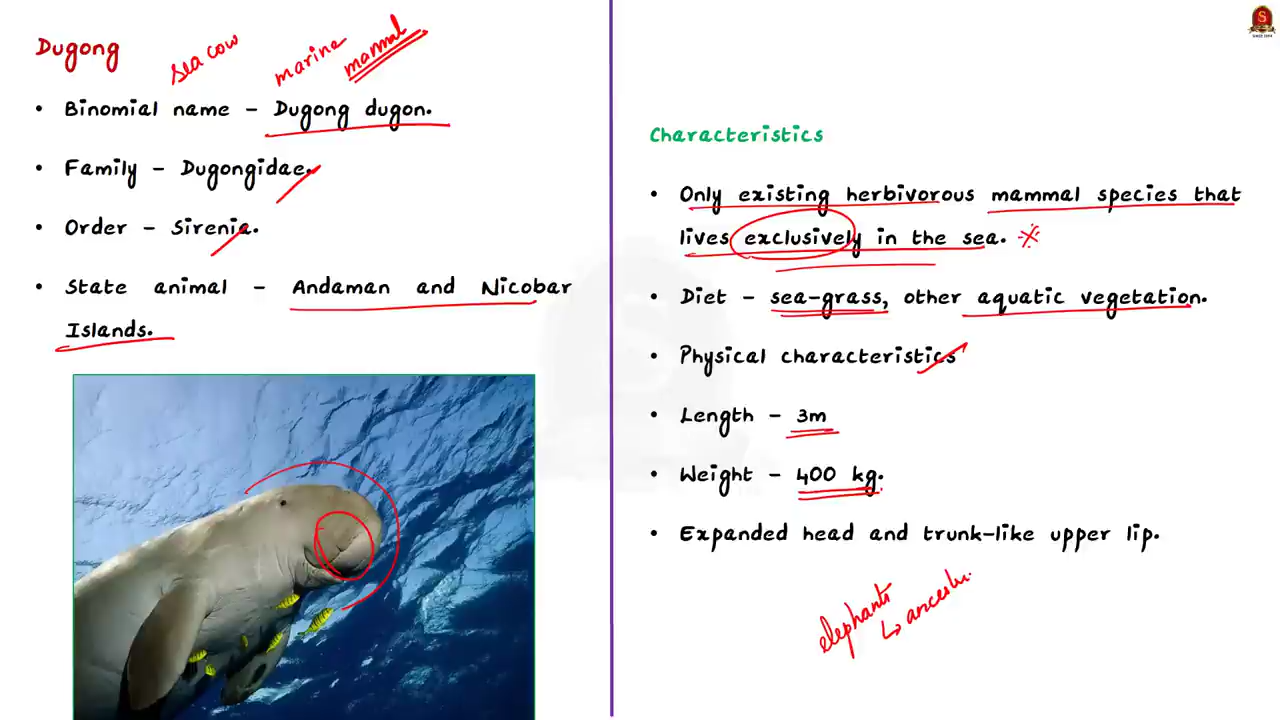 Dugong
sea cow
marine mammal
• Binomial name - Dugong dugon.
• Family - Dugongidae.
• Order - Sirenia.
• State animal - Andaman and Nicobar
Islands.
Characteristics
• Only existing herbivorous mammal species that
lives exclusively in the sea.
• Diet - sea-grass, other aquatic vegetation.
• Physical characteristics
• Length - 3m
• Weight - 400 kg.
• Expanded head and trunk-like upper lip.
elephants
S